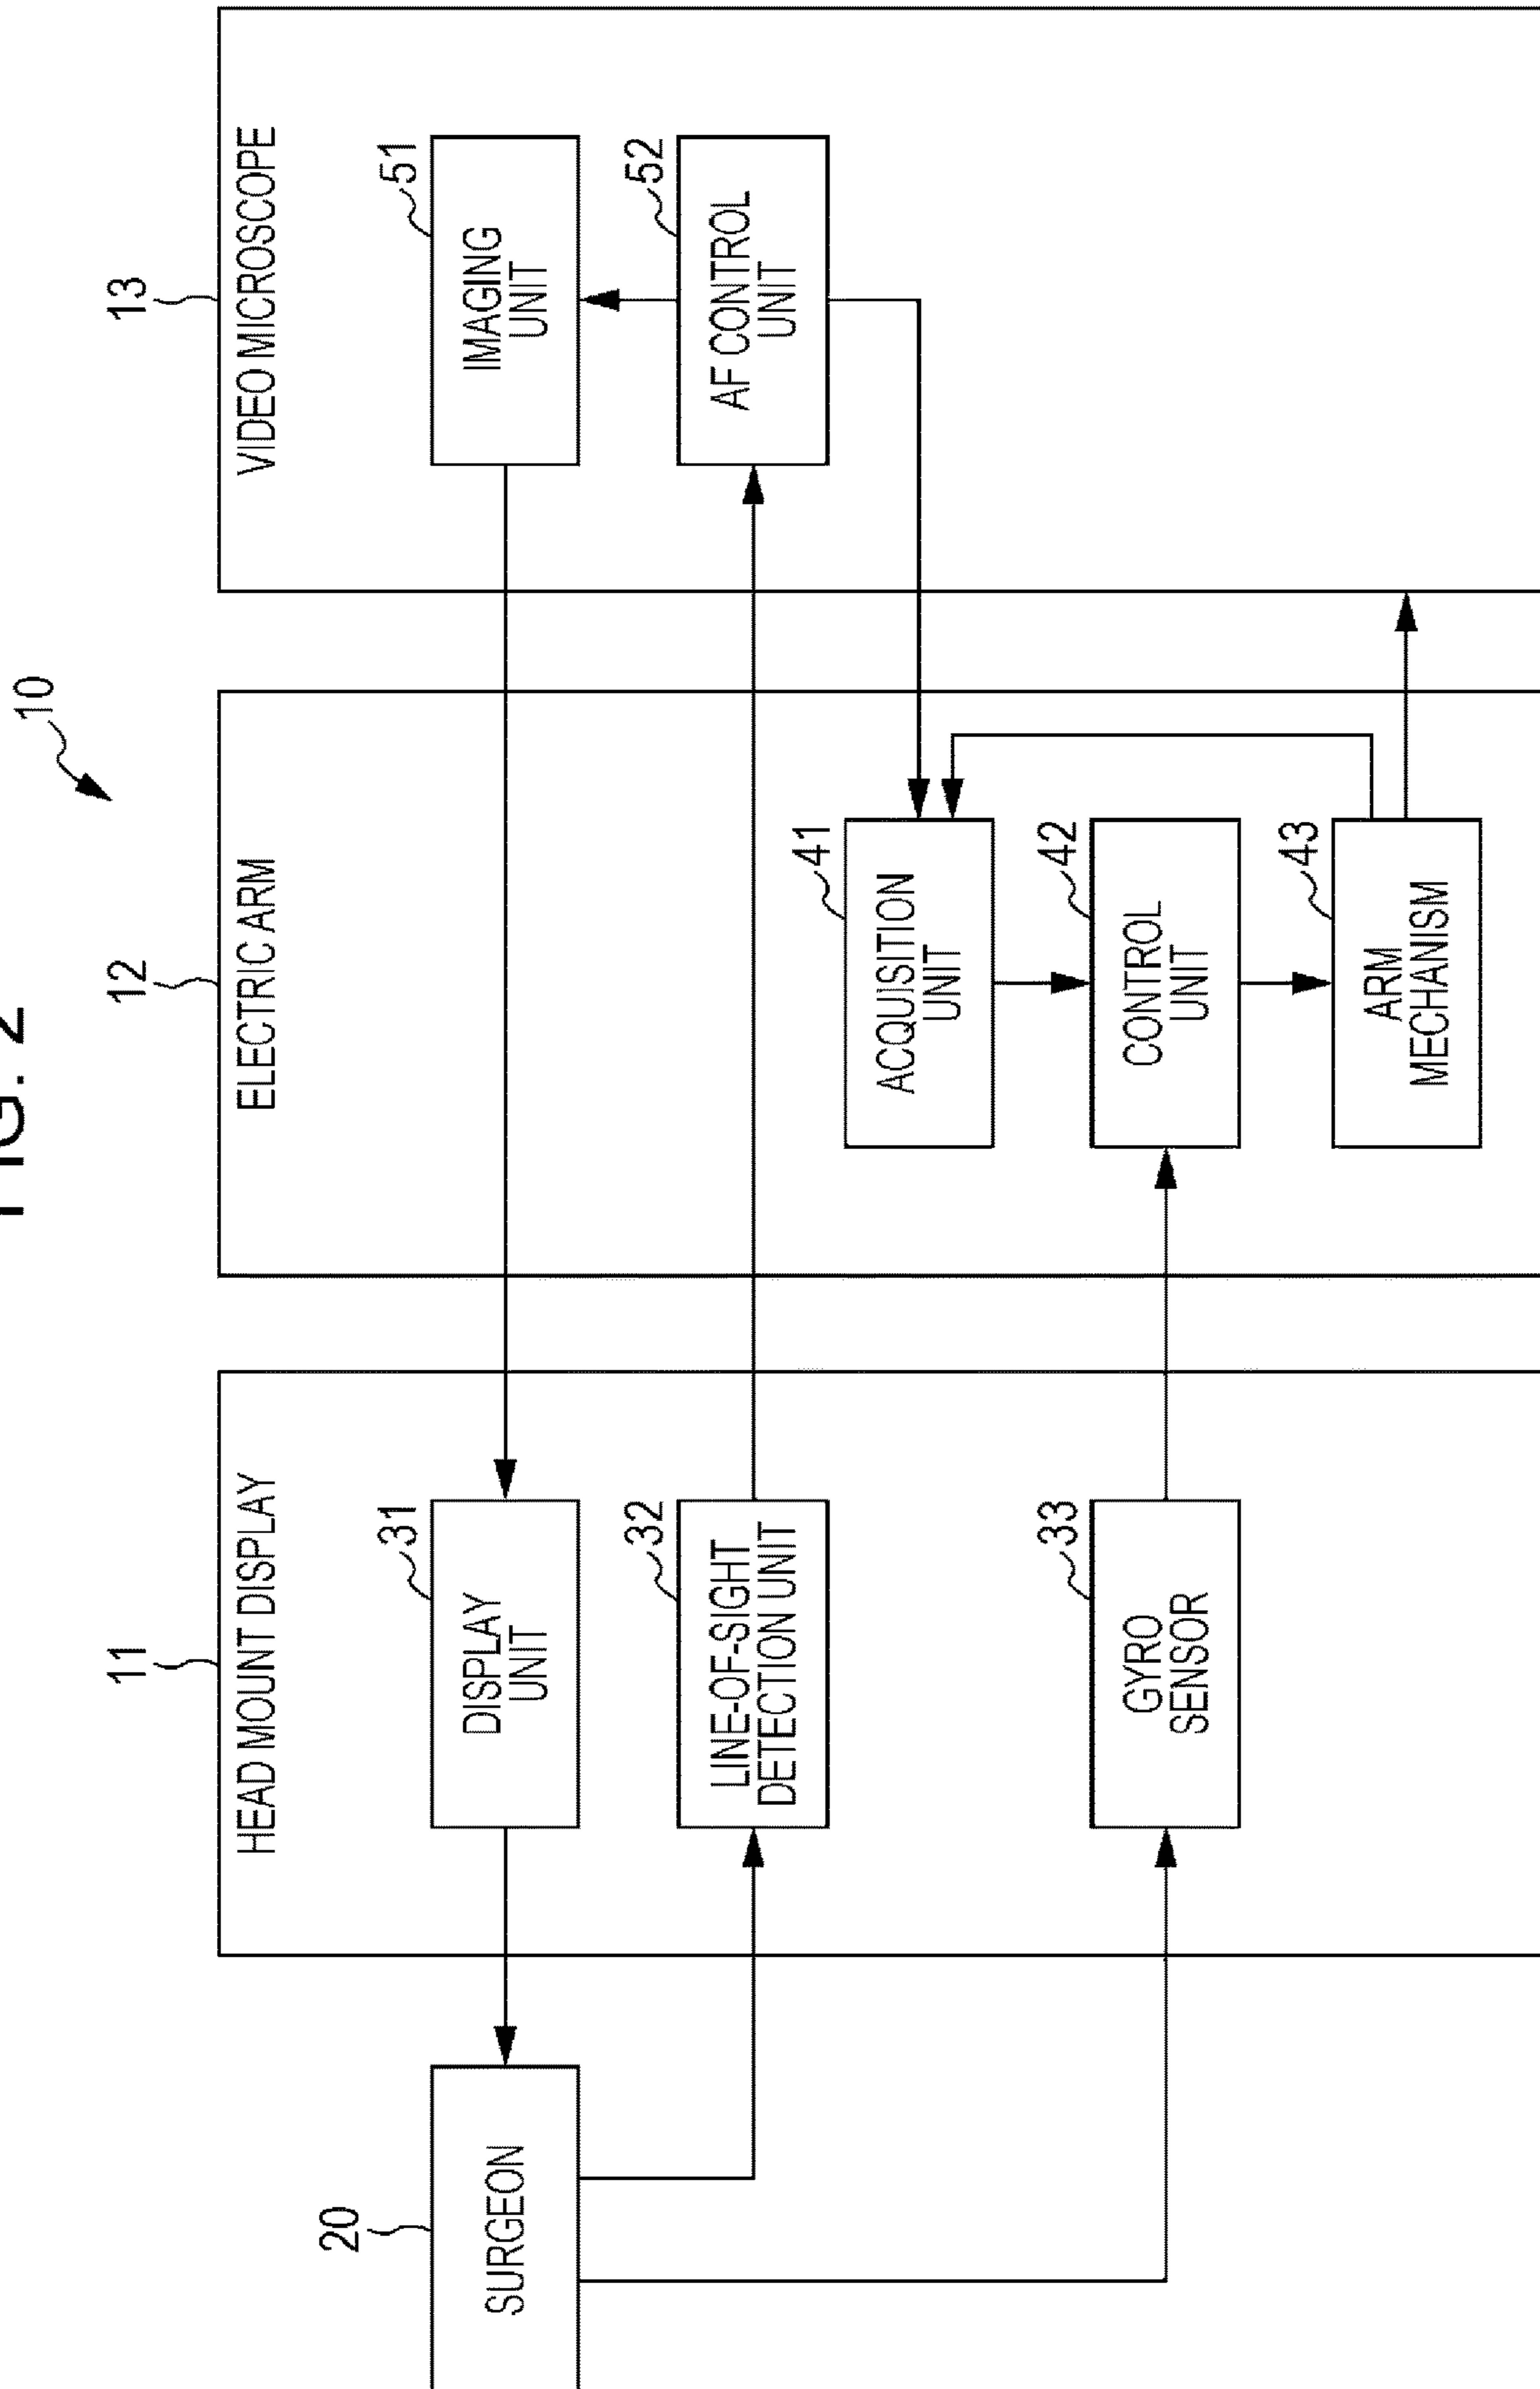 FIG. 2
10
20
SURGEON
11
HEAD MOUNT DISPLAY
31
DISPLAY
UNIT
32
LINE-OF-SIGHT
DETECTION UNIT
33
GYRO
SENSOR
12
ELECTRIC ARM
41
ACQUISITION
UNIT
42
CONTROL
UNIT
43
ARM
MECHANISM
13
VIDEO MICROSCOPE
51
IMAGING
UNIT
52
AF CONTROL
UNIT